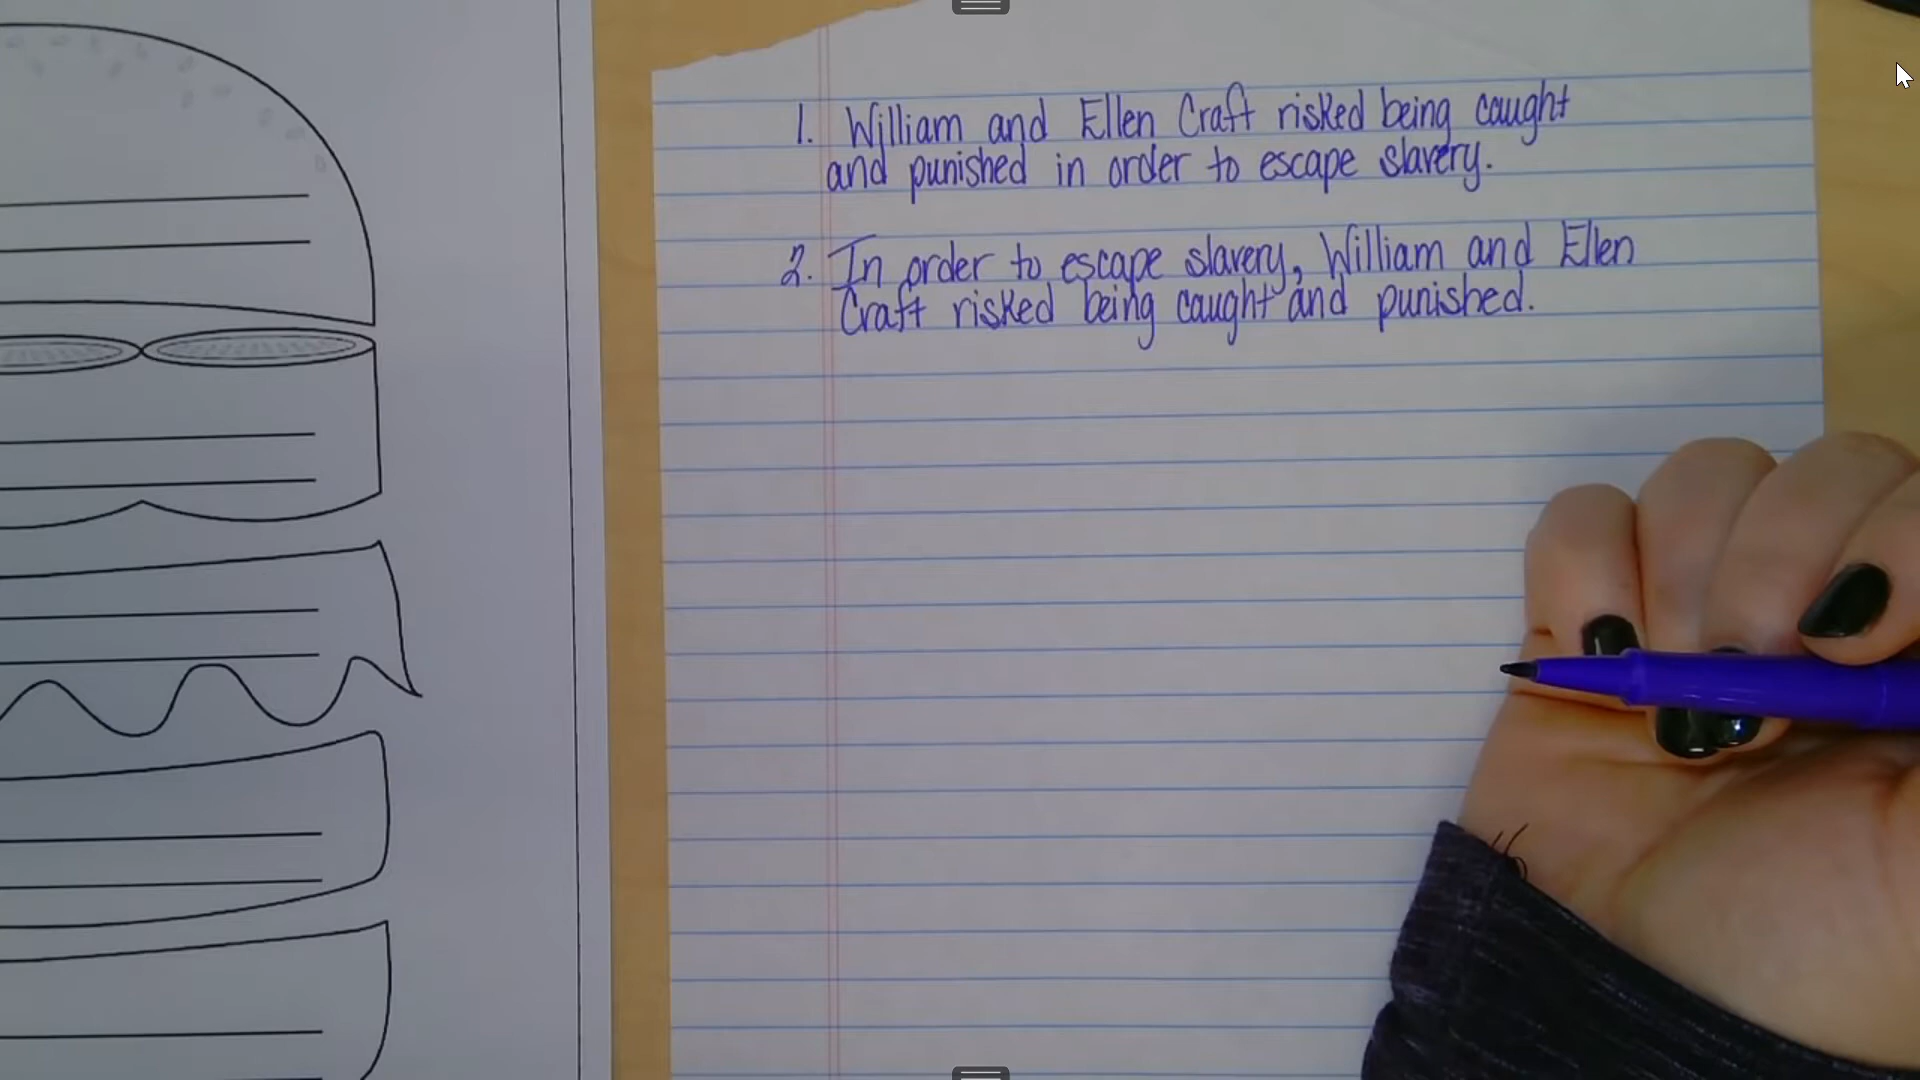 1. William and Ellen Craft risked being caught
and punished in order to escape slavery.
2. In order to escape slavery, William and Ellen
Craft risked being caught and punished.